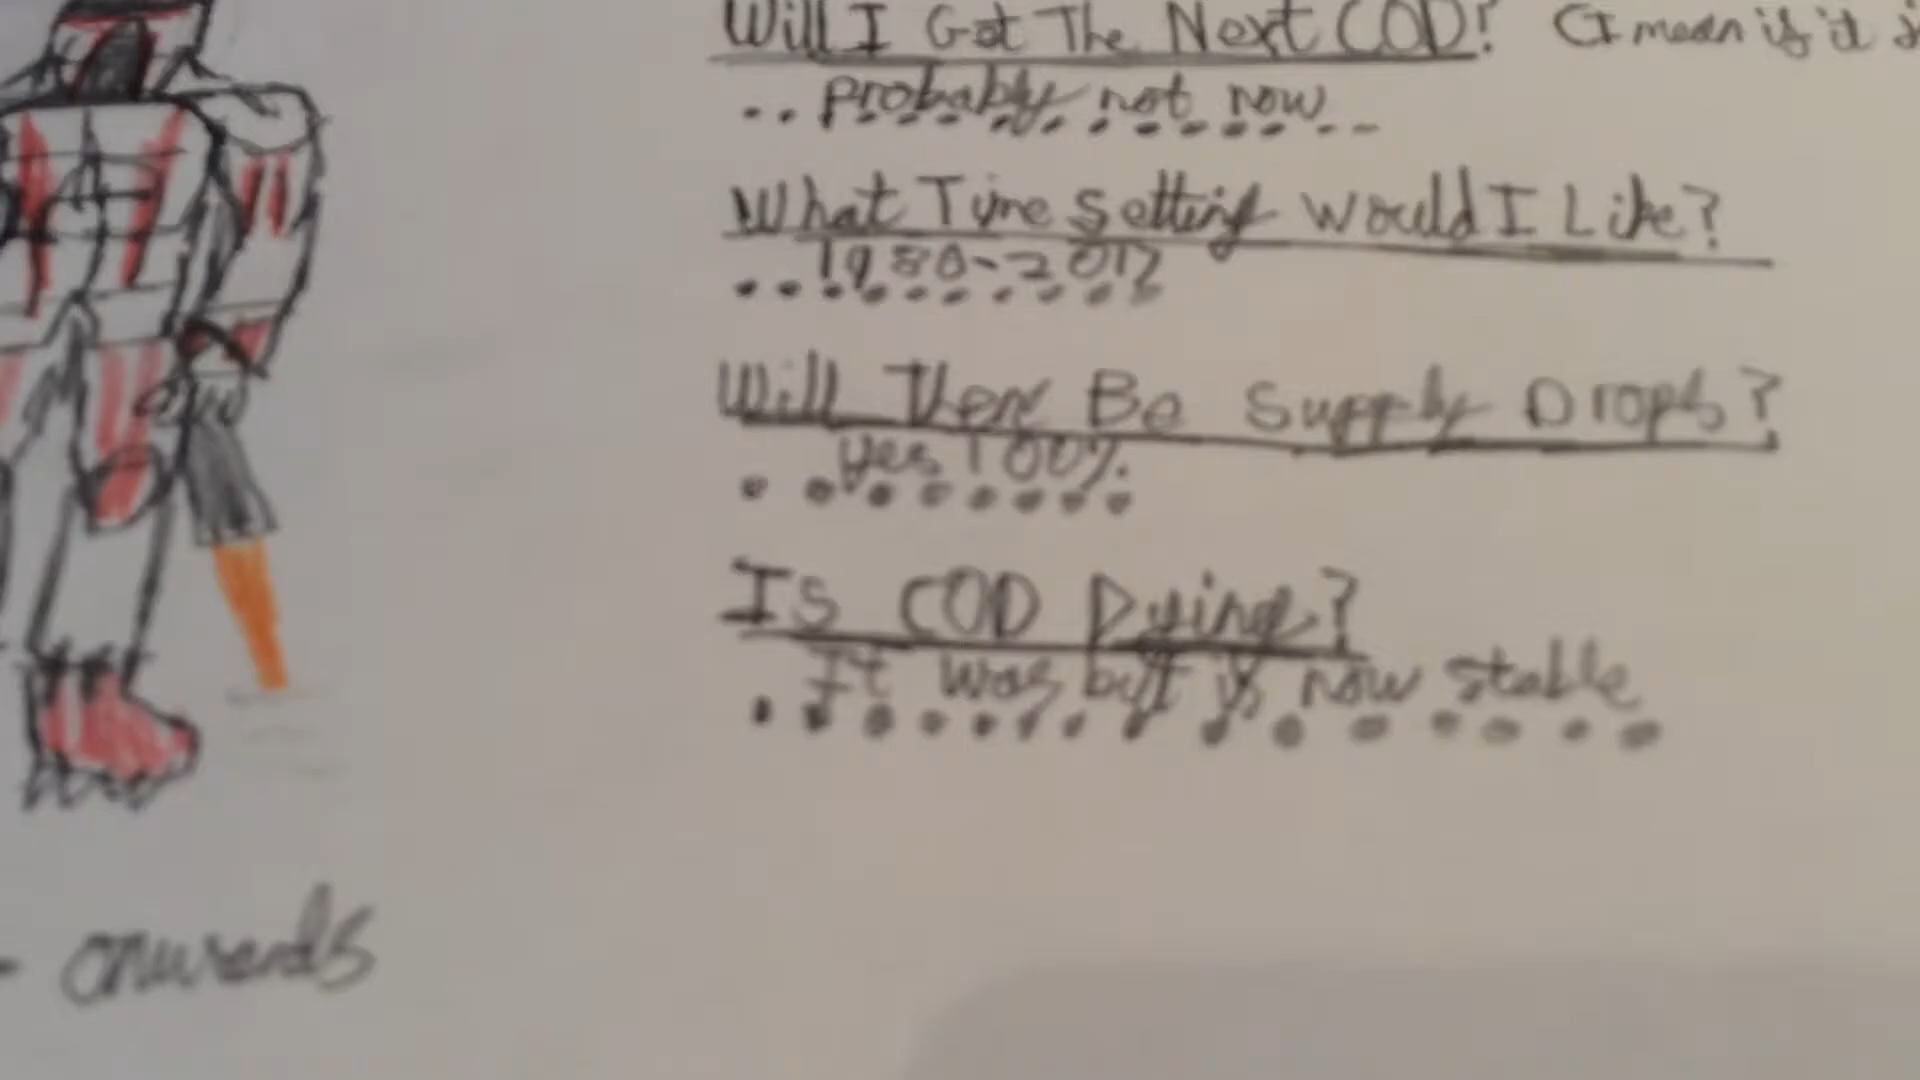 Will I Get The Next COD? (I mean if it
probably not now
What Time Setting Would I Like?
1980-2017
Will There Be Supply Drops?
yes 100%
Is COD Dying?
It was but is now stable
- onwards